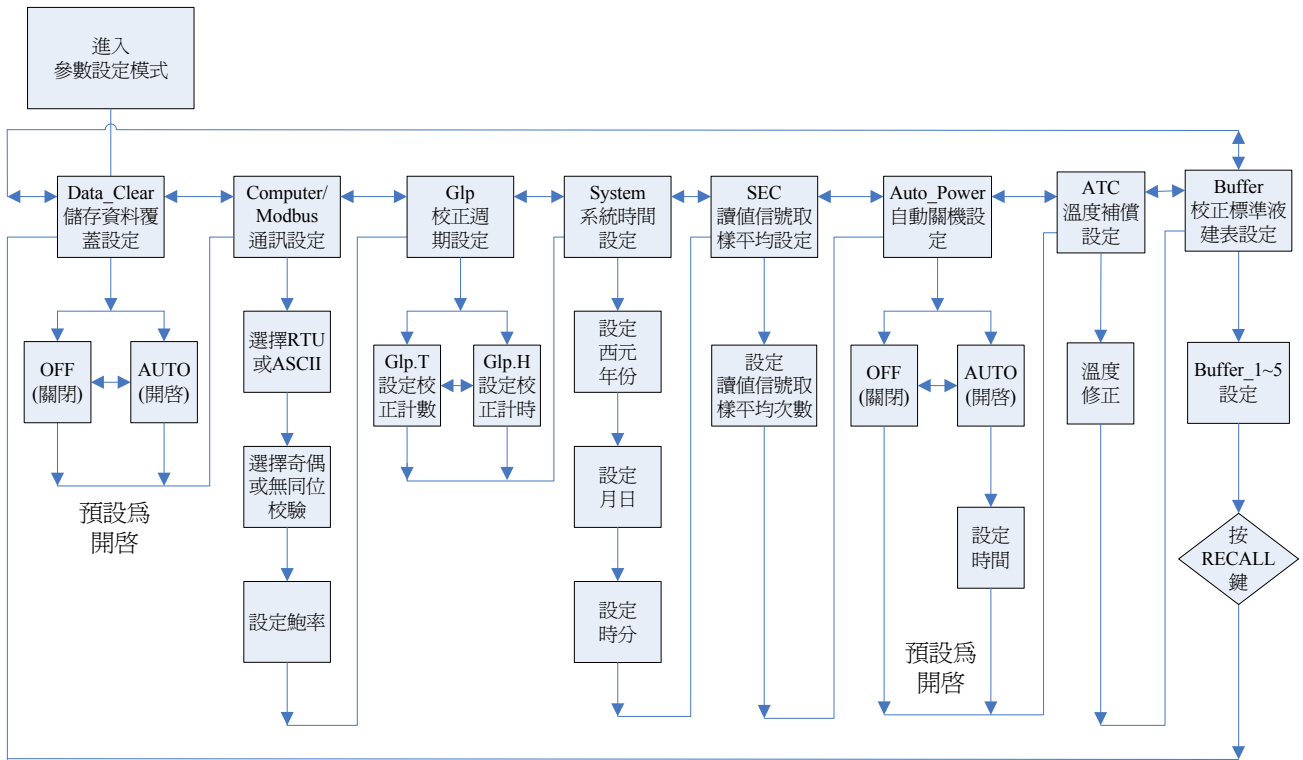 進入
參數設定模式
Data_Clear
儲存資料覆
蓋設定
Computer/
Modbus
通訊設定
Glp
校正週
期設定
System
系統時間
設定
SEC
讀值信號取
樣平均設定
Auto_Power
自動關機設
定
ATC
溫度補償
設定
Buffer
校正標準液
建表設定
OFF
(關閉)
AUTO
(開啓)
預設爲
開啓
選擇RTU
或ASCII
選擇奇偶
或無同位
校驗
設定鮑率
Glp.T
設定校
正計數
Glp.H
設定校
正計時
設定
西元
年份
設定
月日
設定
時分
設定
讀值信號取
樣平均次數
OFF
(關閉)
AUTO
(開啓)
設定
時間
預設爲
開啓
溫度
修正
Buffer_1~5
設定
按
RECALL
鍵